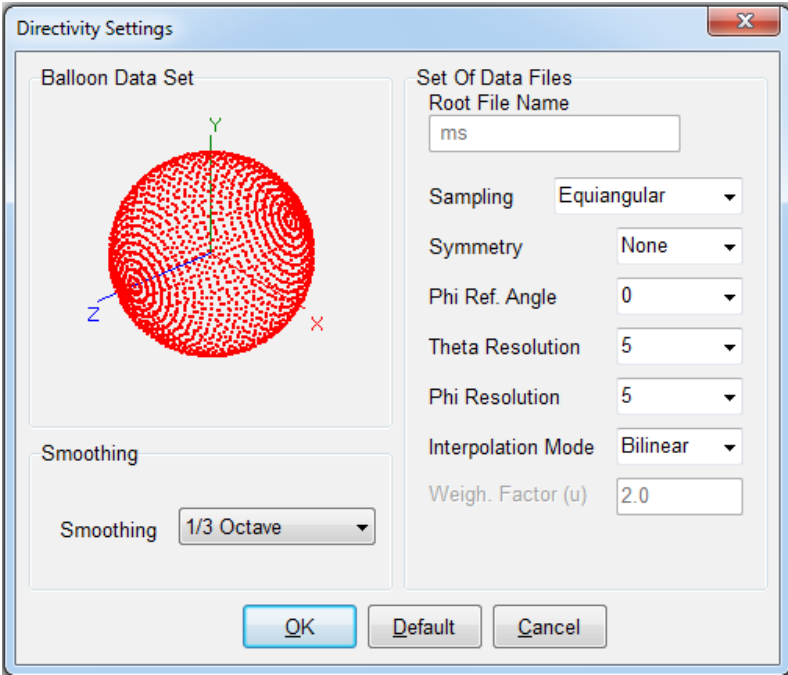 Directivity Settings
Balloon Data Set
Y
Z
X
Smoothing
Smoothing 1/3 Octave
Set Of Data Files
Root File Name
ms
Sampling Equiangular
Symmetry None
Phi Ref. Angle 0
Theta Resolution 5
Phi Resolution 5
Interpolation Mode Bilinear
Weigh. Factor (u) 2.0
OK Default Cancel